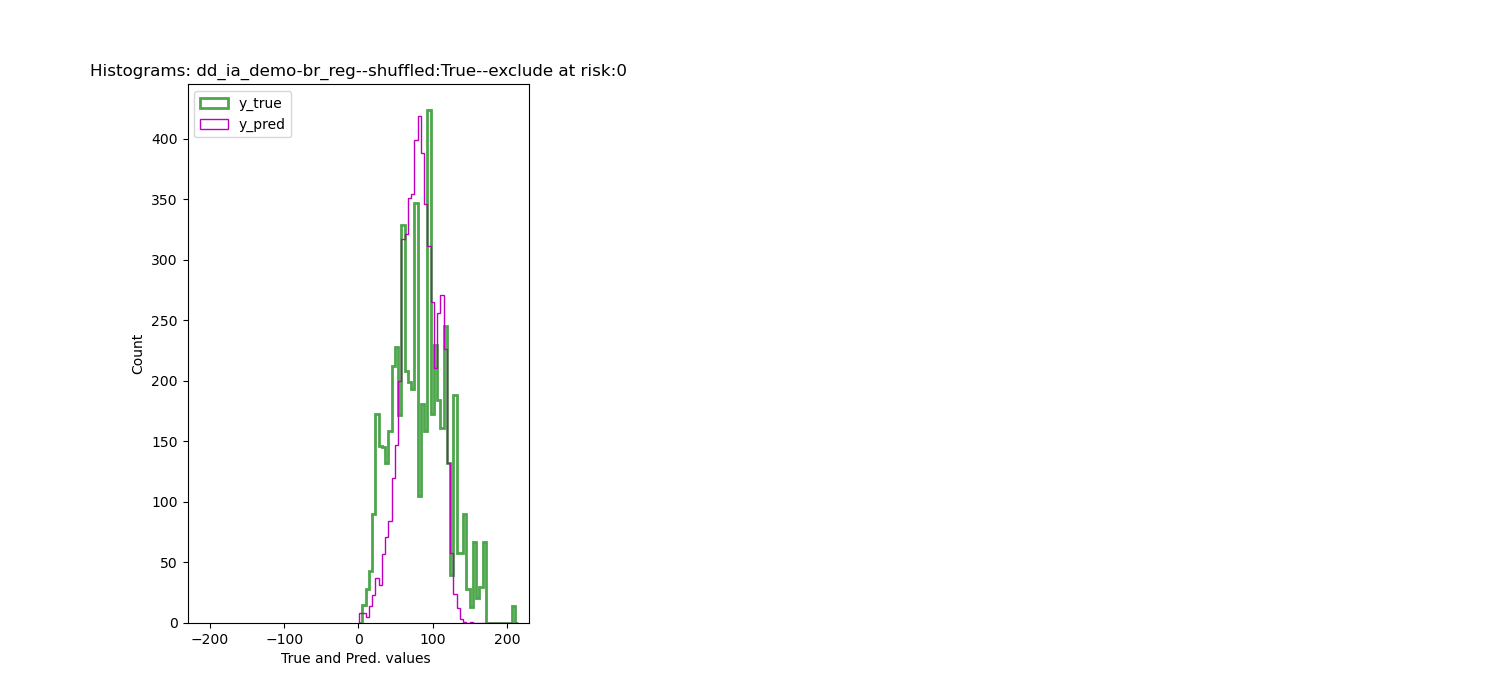 Histograms: dd_ia_demo-br_reg--shuffled:True--exclude at risk:0
y_true
y_pred
400
350
300
250
200
150
100
50
0
Count
−200 −100 0 100 200
True and Pred. values